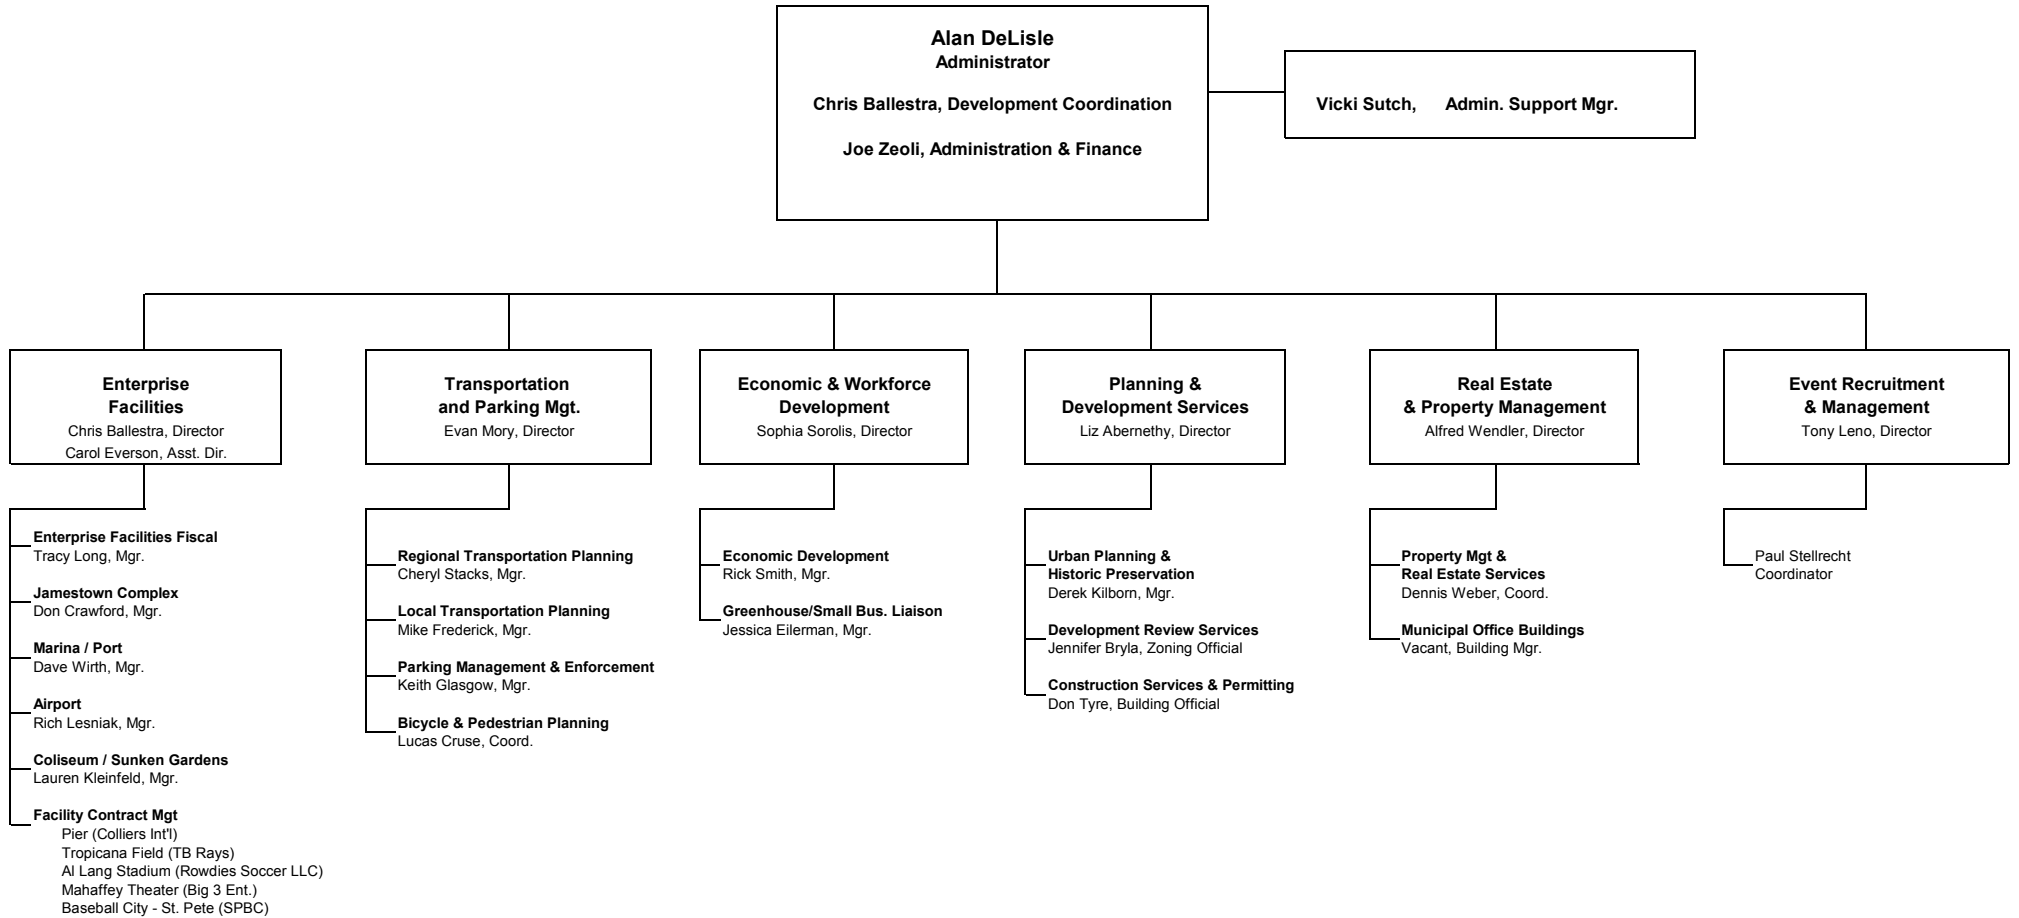 Alan DeLisle
Administrator
Chris Ballestra, Development Coordination
Joe Zeoli, Administration & Finance
Vicki Sutch, Admin. Support Mgr.
Enterprise
Facilities
Chris Ballestra, Director
Carol Everson, Asst. Dir.
Transportation
and Parking Mgt.
Evan Mory, Director
Economic & Workforce
Development
Sophia Sorolis, Director
Planning &
Development Services
Liz Abernethy, Director
Real Estate
& Property Management
Alfred Wendler, Director
Event Recruitment
& Management
Tony Leno, Director
Enterprise Facilities Fiscal
Tracy Long, Mgr.
Jamestown Complex
Don Crawford, Mgr.
Marina / Port
Dave Wirth, Mgr.
Airport
Rich Lesniak, Mgr.
Coliseum / Sunken Gardens
Lauren Kleinfeld, Mgr.
Facility Contract Mgt
Pier (Colliers Int'l)
Tropicana Field (TB Rays)
Al Lang Stadium (Rowdies Soccer LLC)
Mahaffey Theater (Big 3 Ent.)
Baseball City - St. Pete (SPBC)
Regional Transportation Planning
Cheryl Stacks, Mgr.
Local Transportation Planning
Mike Frederick, Mgr.
Parking Management & Enforcement
Keith Glasgow, Mgr.
Bicycle & Pedestrian Planning
Lucas Cruse, Coord.
Economic Development
Rick Smith, Mgr.
Greenhouse/Small Bus. Liaison
Jessica Eilerman, Mgr.
Urban Planning &
Historic Preservation
Derek Kilborn, Mgr.
Development Review Services
Jennifer Bryla, Zoning Official
Construction Services & Permitting
Don Tyre, Building Official
Property Mgt &
Real Estate Services
Dennis Weber, Coord.
Municipal Office Buildings
Vacant, Building Mgr.
Paul Stellrecht
Coordinator